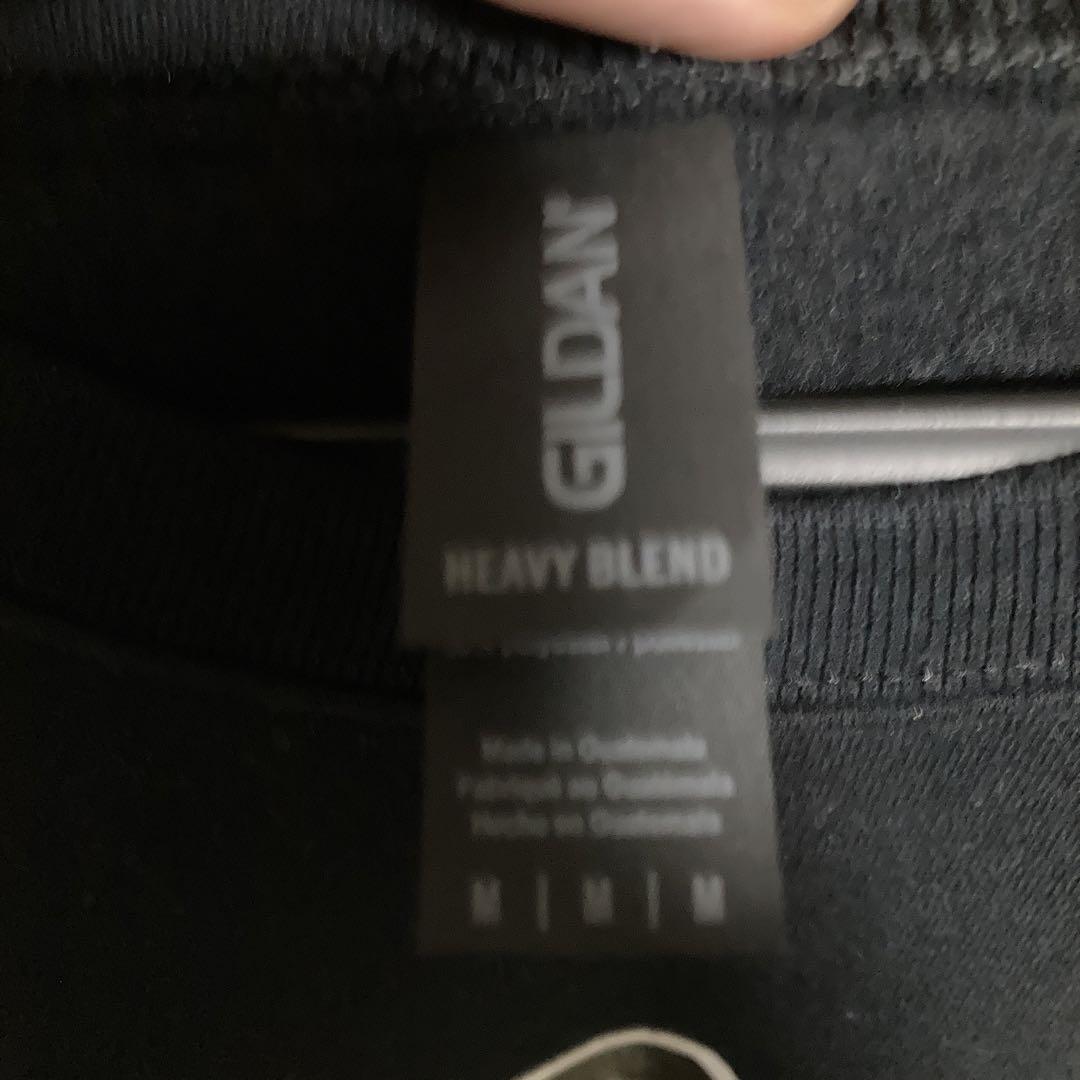 GILDAN
HEAVY BLEND
Made in Guatemala
Fabriqué au Guatemala
Hecho en Guatemala
M | M | M